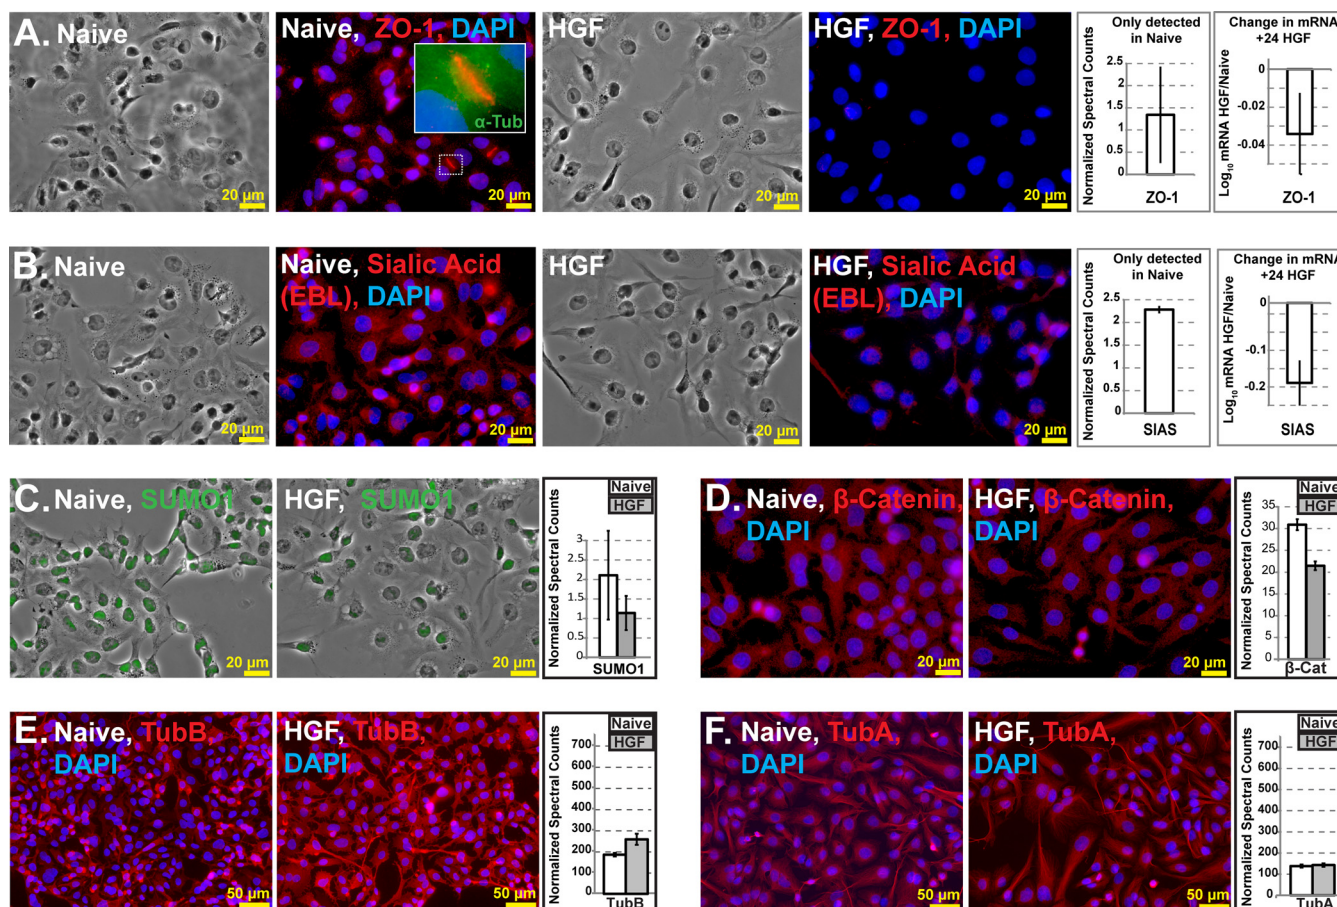 A. Naive
20 µm
Naive, ZO-1, DAPI
α-Tub
20 µm
HGF
20 µm
HGF, ZO-1, DAPI
20 µm
Only detected
in Naive
Normalized Spectral Counts
2.5
2
1.5
1
0.5
0
ZO-1
Change in mRNA
+24 HGF
Log10 mRNA HGF/Naive
0
-0.02
-0.04
ZO-1
B. Naive
20 µm
Naive, Sialic Acid
(EBL), DAPI
20 µm
HGF
20 µm
HGF, Sialic Acid
(EBL), DAPI
20 µm
Only detected
in Naive
Normalized Spectral Counts
2.5
2
1.5
2
0.5
0
SIAS
Change in mRNA
+24 HGF
Log10 mRNA HGF/Naive
0
-0.1
-0.2
SIAS
C. Naive, SUMO1
20 µm
HGF, SUMO1
20 µm
Naive
HGF
Normalized Spectral Counts
3
2.5
2
1.5
1
0.5
0
SUMO1
D. Naive, β-Catenin,
DAPI
20 µm
HGF, β-Catenin,
DAPI
20 µm
Naive
HGF
Normalized Spectral Counts
35
30
25
20
15
10
5
0
β-Cat
E. Naive, TubB,
DAPI
50 µm
HGF, TubB,
DAPI
50 µm
Naive
HGF
Normalized Spectral Counts
700
600
500
400
300
200
100
0
TubB
F. Naive, TubA,
DAPI
50 µm
HGF, TubA,
DAPI
50 µm
Naive
HGF
Normalized Spectral Counts
700
600
500
400
300
200
100
0
TubA